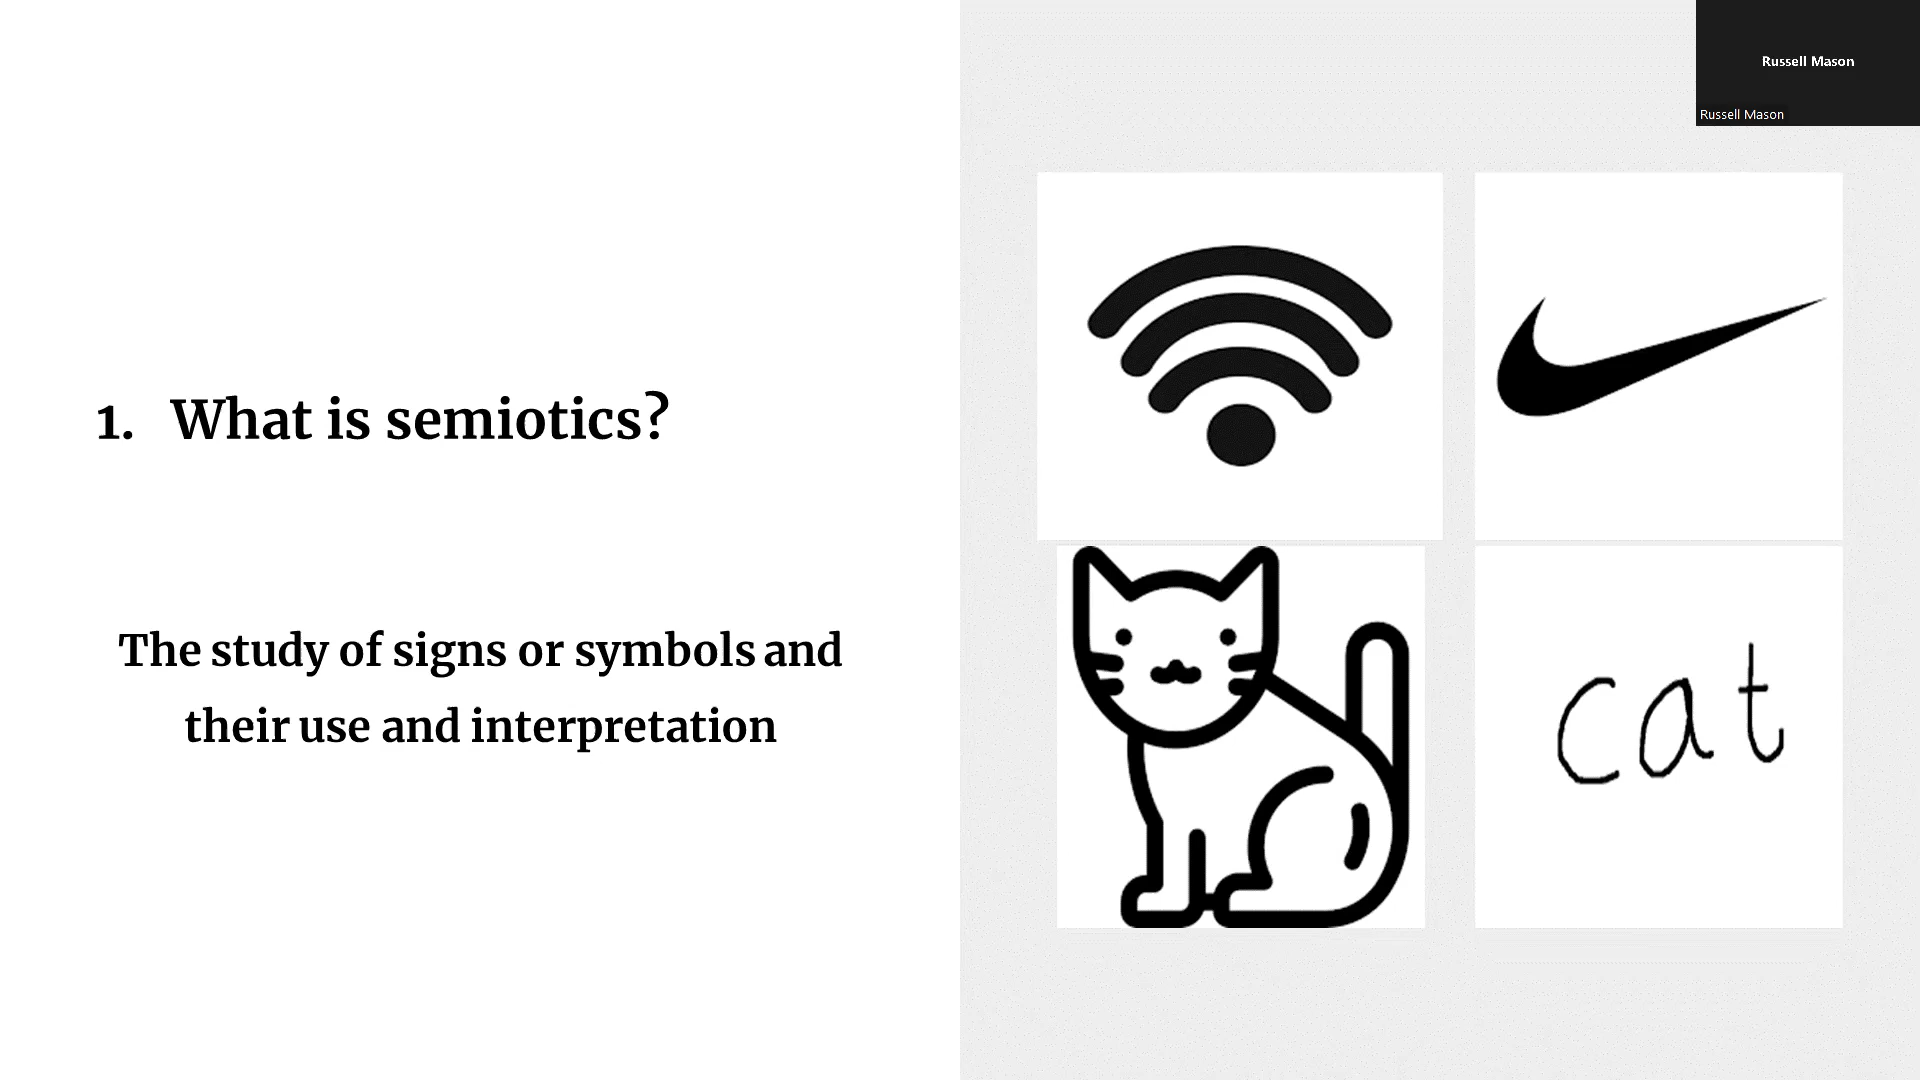 1. What is semiotics?
The study of signs or symbols and
their use and interpretation
Russell Mason
Russell Mason
cat